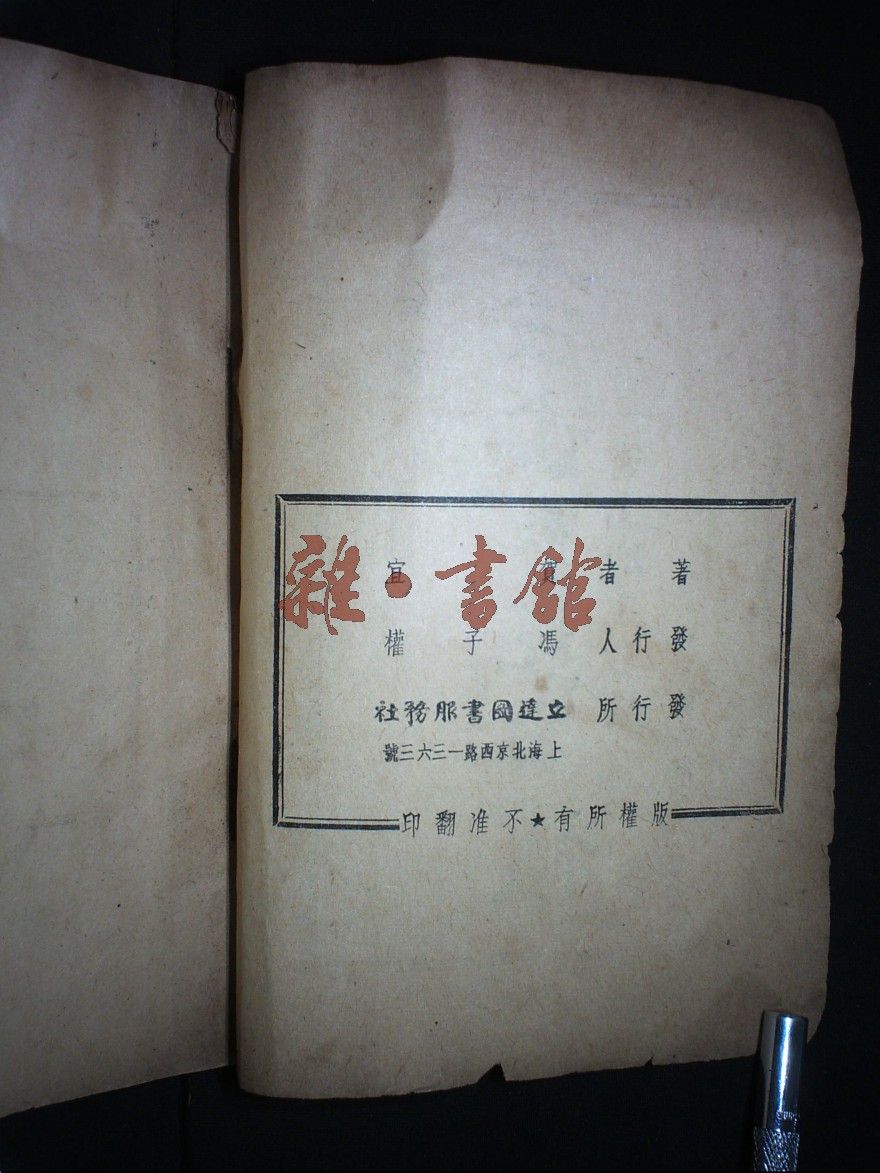 著者 賀宜
發行人 馮子權
發行所 立達圖書服務社
上海北京西路一三六三號
版權所有★不准翻印
雜·書館